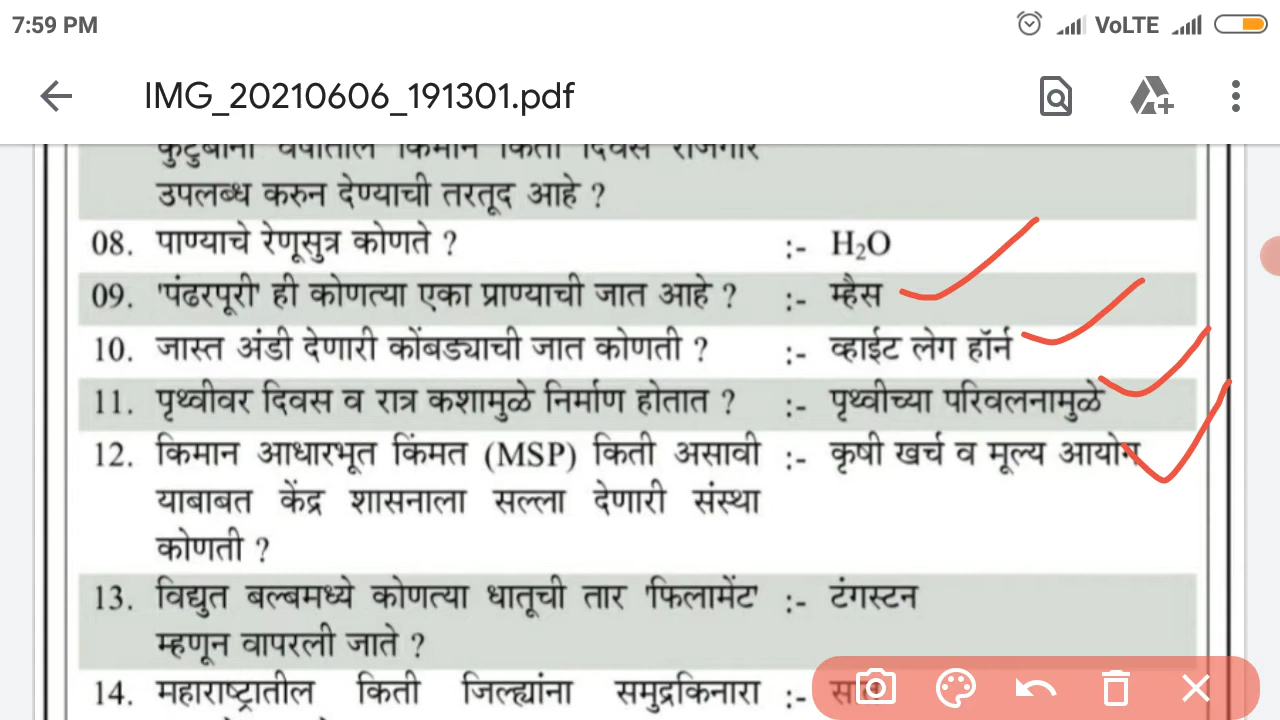 7:59 PM VoLTE
IMG_20210606_191301.pdf
उपलब्ध करुन देण्याची तरतूद आहे ?
08. पाण्याचे रेणूसुत्र कोणते ? :- H₂O
09. 'पंढरपूरी' ही कोणत्या एका प्राण्याची जात आहे ? :- म्हैस
10. जास्त अंडी देणारी कोंबड्याची जात कोणती ? :- व्हाईट लेग हॉर्न
11. पृथ्वीवर दिवस व रात्र कशामुळे निर्माण होतात ? :- पृथ्वीच्या परिवलनामुळे
12. किमान आधारभूत किंमत (MSP) किती असावी :- कृषी खर्च व मूल्य आयोग
याबाबत केंद्र शासनाला सल्ला देणारी संस्था
कोणती ?
13. विद्युत बल्बमध्ये कोणत्या धातूची तार 'फिलामेंट' :- टंगस्टन
म्हणून वापरली जाते ?
14. महाराष्ट्रातील किती जिल्ह्यांना समुद्रकिनारा :-